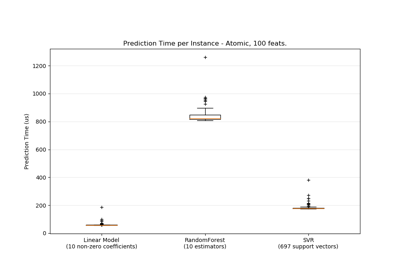 Prediction Time per Instance - Atomic, 100 feats.
1200
1000
800
600
400
200
0
Prediction Time (us)
Linear Model
(10 non-zero coefficients)
RandomForest
(10 estimators)
SVR
(697 support vectors)